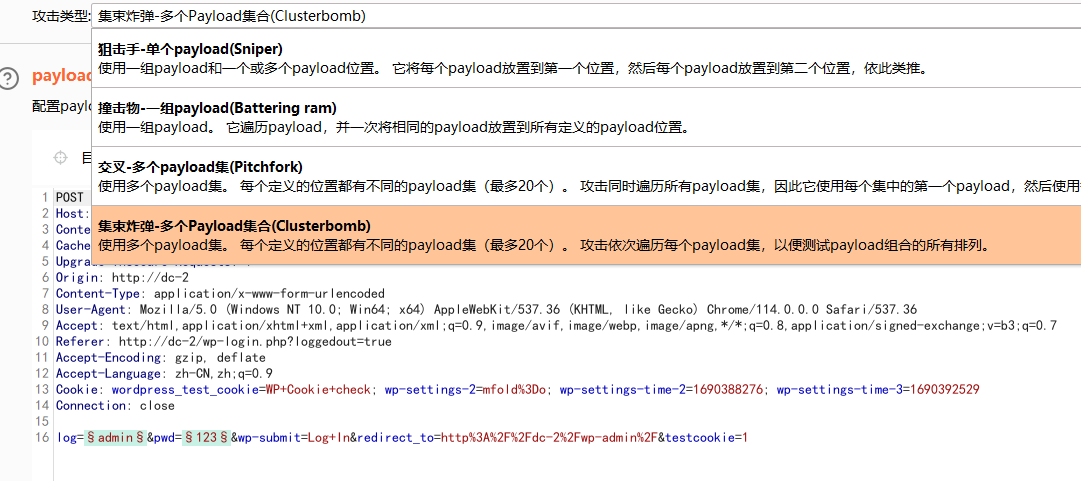 攻击类型: 集束炸弹-多个Payload集合(Clusterbomb)
狙击手-单个payload(Sniper)
使用一组payload和一个或多个payload位置。 它将每个payload放置到第一个位置，然后每个payload放置到第二个位置，依此类推。
payload
撞击物-一组payload(Battering ram)
配置paylo
使用一组payload。 它遍历payload，并一次将相同的payload放置到所有定义的payload位置。
交叉-多个payload集(Pitchfork)
使用多个payload集。 每个定义的位置都有不同的payload集（最多20个）。 攻击同时遍历所有payload集，因此它使用每个集中的第一个payload，然后使用
1 POST
2 Host:
集束炸弹-多个Payload集合(Clusterbomb)
3 Conte
使用多个payload集。 每个定义的位置都有不同的payload集（最多20个）。 攻击依次遍历每个payload集，以便测试payload组合的所有排列。
4 Cache
5
6 Origin: http://dc-2
7 Content-Type: application/x-www-form-urlencoded
8 User-Agent: Mozilla/5.0 (Windows NT 10.0; Win64; x64) AppleWebKit/537.36 (KHTML, like Gecko) Chrome/114.0.0.0 Safari/537.36
9 Accept: text/html,application/xhtml+xml,application/xml;q=0.9,image/avif,image/webp,image/apng,*/*;q=0.8,application/signed-exchange;v=b3;q=0.7
10 Referer: http://dc-2/wp-login.php?loggedout=true
11 Accept-Encoding: gzip, deflate
12 Accept-Language: zh-CN,zh;q=0.9
13 Cookie: wordpress_test_cookie=WP+Cookie+check; wp-settings-2=mfold%3Do; wp-settings-time-2=1690388276; wp-settings-time-3=1690392529
14 Connection: close
15
16 log=§admin§&pwd=§123§&wp-submit=Log+In&redirect_to=http%3A%2F%2Fdc-2%2Fwp-admin%2F&testcookie=1